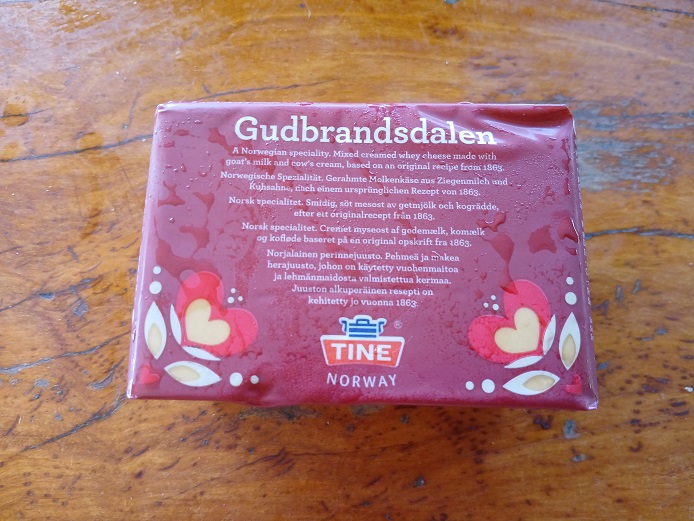 Gudbrandsdalen
A Norwegian speciality. Mixed creamed whey cheese made with
goat's milk and cow's cream, based on an original recipe from 1863.
Norwegische Spezialität. Gerahmte Molkenkäse aus Ziegenmilch und
Kuhsahne, nach einem ursprünglichen Rezept von 1863.
Norsk specialitet. Smidig, söt mesost av getmjölk och kogrädde,
efter ett originalrecept från 1863.
Norsk specialitet. Cremet myseost af gedemælk, komælk
og kofløde baseret på en original opskrift fra 1863.
Norjalainen perinnejuusto. Pehmeä ja makea
herajuusto, johon on käytetty vuohenmaitoa
ja lehmänmaidosta valmistettua kermaa.
Juuston alkuperäinen resepti on
kehitetty jo vuonna 1863.
TINE ®
NORWAY